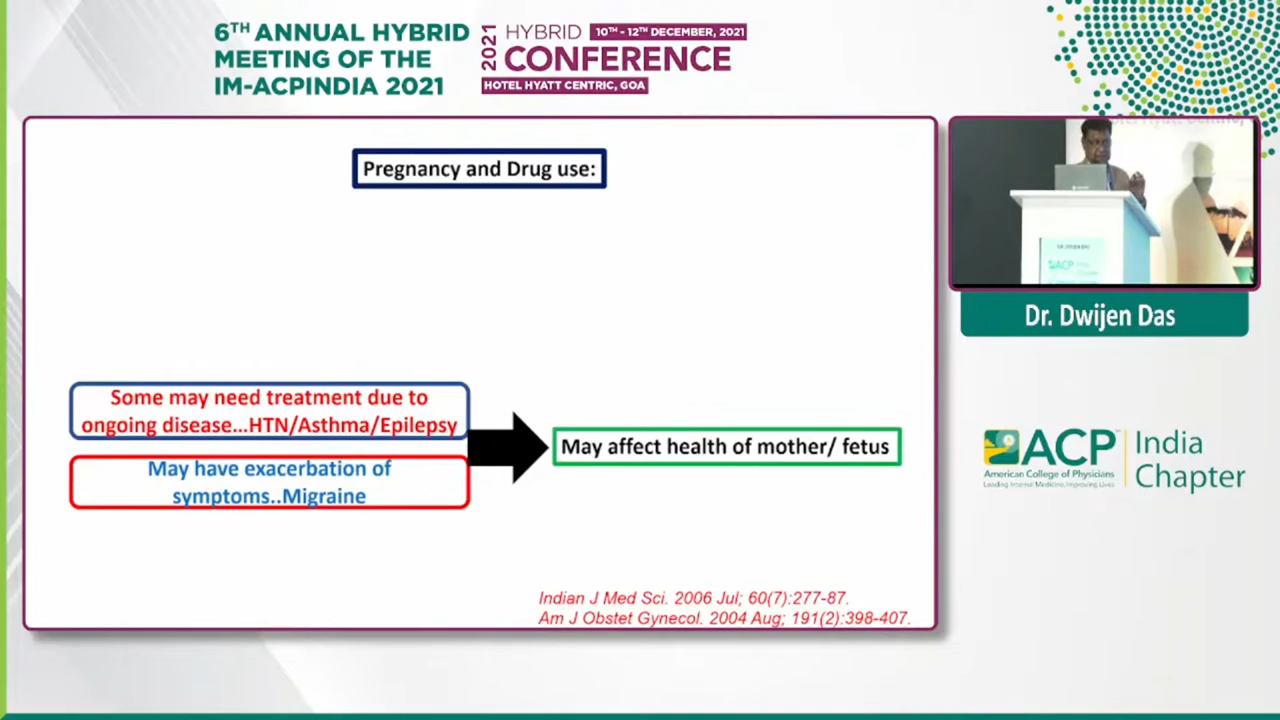 6TH ANNUAL HYBRID
MEETING OF THE
IM-ACPINDIA 2021
2021
HYBRID 10TH - 12TH DECEMBER, 2021
CONFERENCE
HOTEL HYATT CENTRIC, GOA
Pregnancy and Drug use:
Some may need treatment due to
ongoing disease...HTN/Asthma/Epilepsy
May have exacerbation of
symptoms..Migraine
May affect health of mother/ fetus
Indian J Med Sci. 2006 Jul; 60(7):277-87.
Am J Obstet Gynecol. 2004 Aug; 191(2):398-407.
ACP
Dr. Dwijen Das
ACP
American College of Physicians
Leading Internal Medicine, Improving Lives
India
Chapter